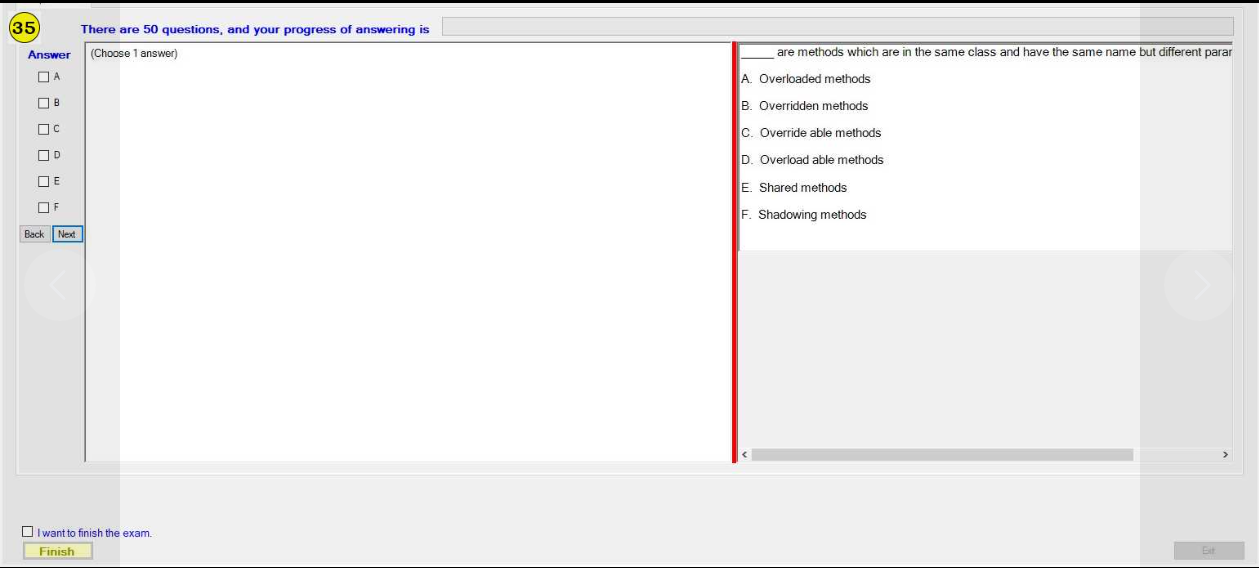 35
There are 50 questions, and your progress of answering is
Answer
(Choose 1 answer)
A
B
C
D
E
F
Back Next
_____ are methods which are in the same class and have the same name but different parar
A. Overloaded methods
B. Overridden methods
C. Override able methods
D. Overload able methods
E. Shared methods
F. Shadowing methods
I want to finish the exam.
Finish
Exit